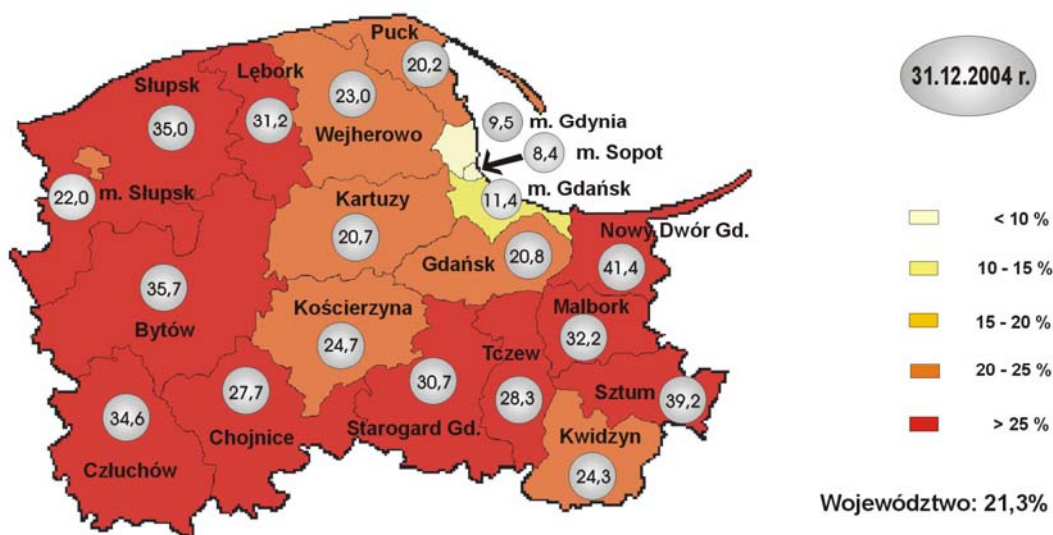 Puck
20,2
31.12.2004 r.
Słupsk
35,0
Lębork
31,2
23,0
Wejherowo
9,5 m. Gdynia
8,4 m. Sopot
22,0 m. Słupsk
m. Gdańsk
11,4
Kartuzy
20,7
Gdańsk
20,8
Nowy Dwór Gd.
41,4
< 10 %
10 - 15 %
15 - 20 %
20 - 25 %
> 25 %
35,7
Bytów
Kościerzyna
24,7
Malbork
32,2
Tczew
28,3
30,7
Starogard Gd.
Sztum
39,2
27,7
Chojnice
34,6
Człuchów
Kwidzyn
24,3
Województwo: 21,3%